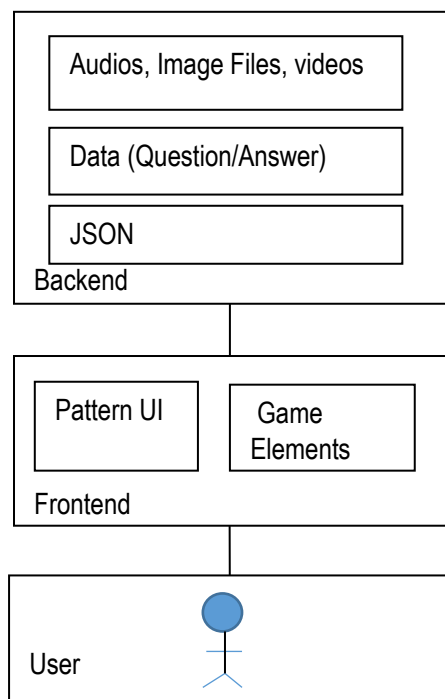 Audios, Image Files, videos
Data (Question/Answer)
JSON
Backend
Pattern UI
Game
Elements
Frontend
User